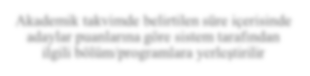 Akademik takvimde belirtilen süre içerisinde
adaylar puanlarına göre sistem tarafından
ilgili bölüm/programlara yerleştirilir